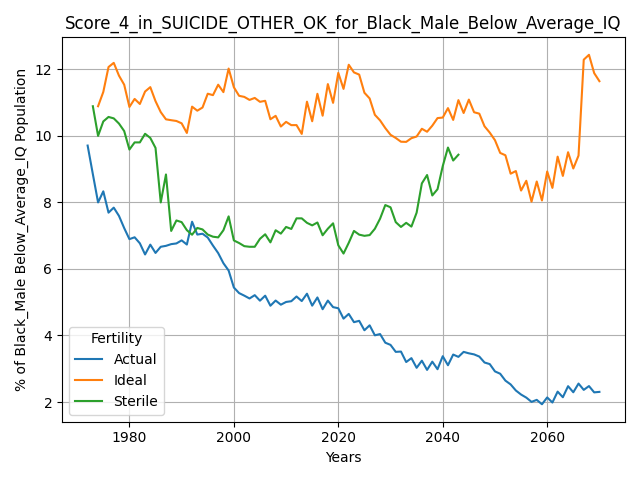 Score_4_in_SUICIDE_OTHER_OK_for_Black_Male_Below_Average_IQ
% of Black_Male Below_Average_IQ Population
12
10
8
6
4
2
Fertility
Actual
Ideal
Sterile
1980
2000
2020
2040
2060
Years